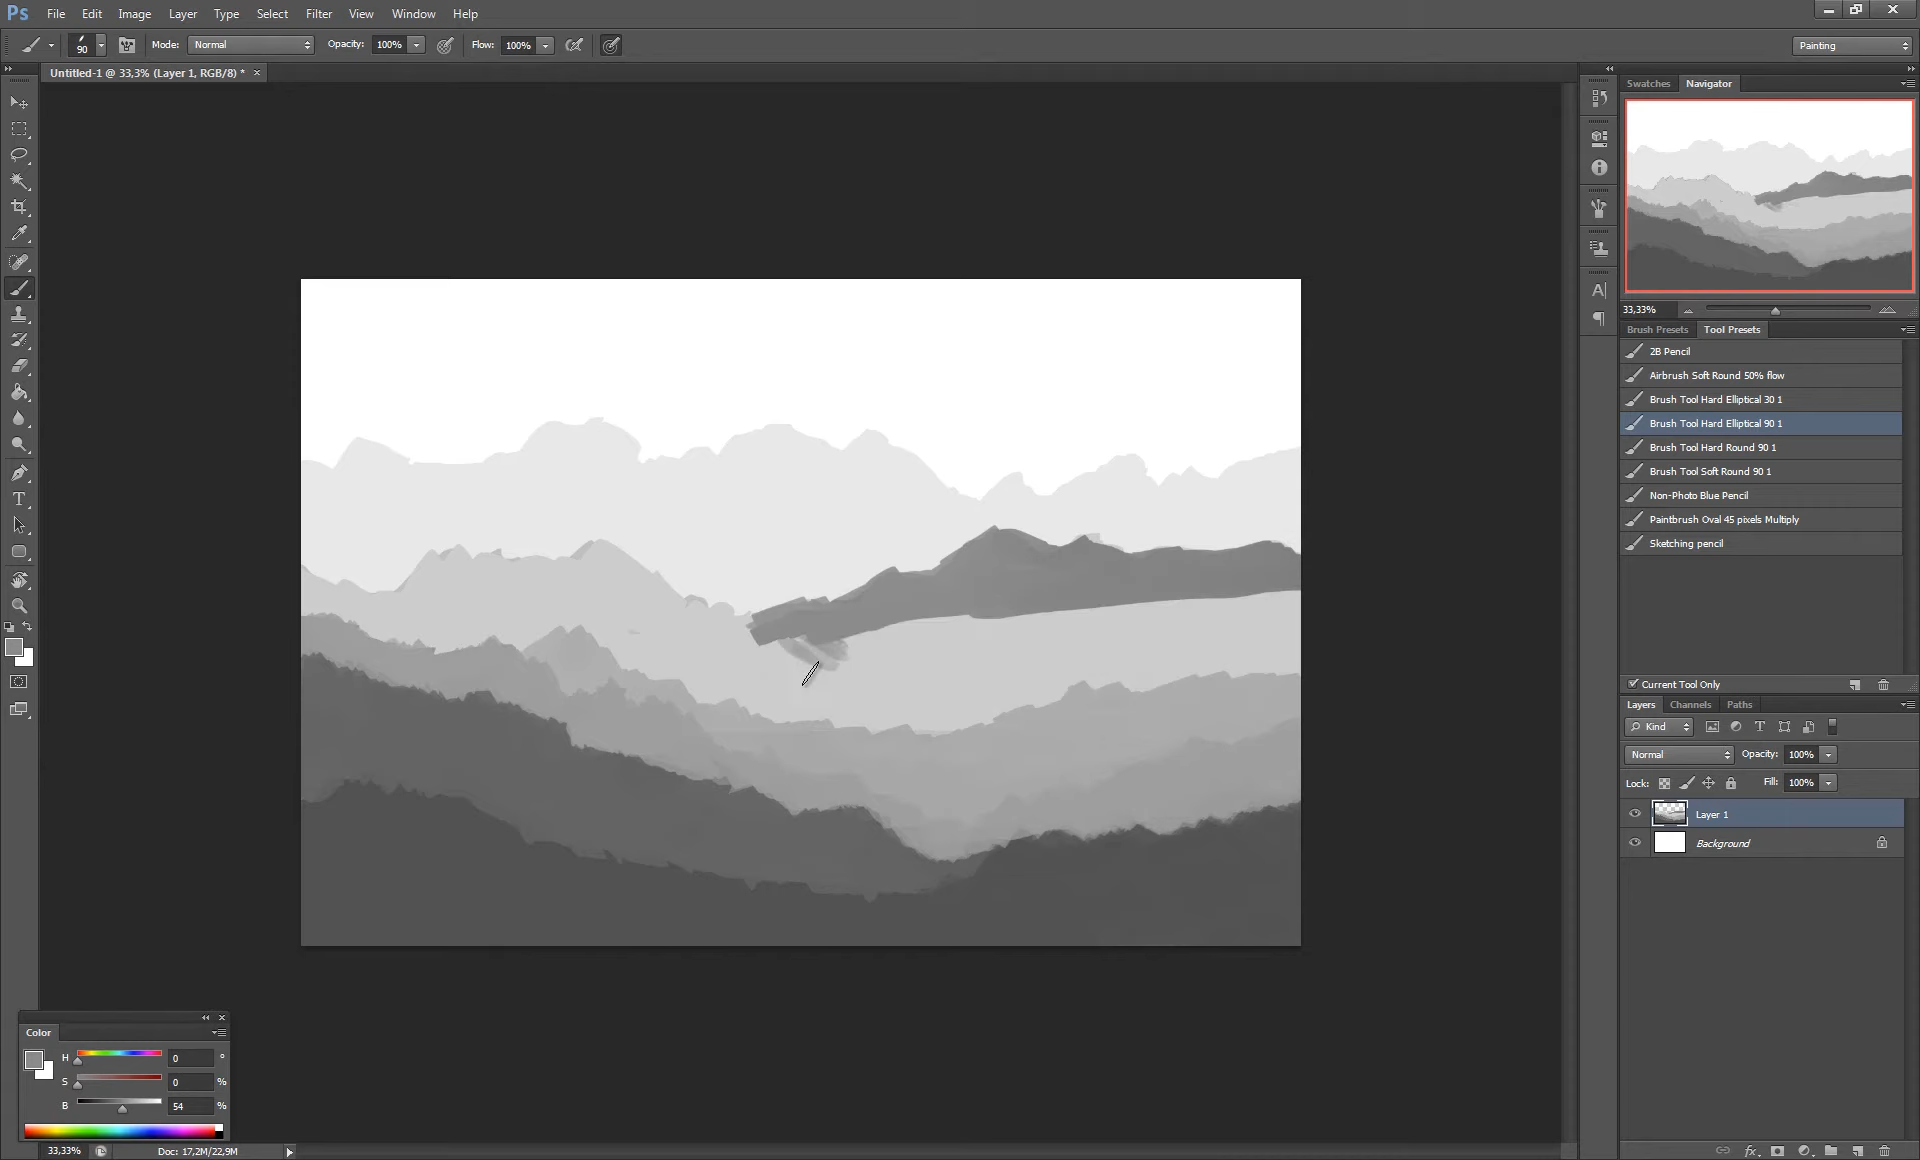 Ps File Edit Image Layer Type Select Filter View Window Help
90 Mode: Normal Opacity: 100% Flow: 100% Painting
Untitled-1 @ 33,3% (Layer 1, RGB/8) *
Swatches Navigator
33,33%
Brush Presets Tool Presets
2B Pencil
Airbrush Soft Round 50% flow
Brush Tool Hard Elliptical 30 1
Brush Tool Hard Elliptical 90 1
Brush Tool Hard Round 90 1
Brush Tool Soft Round 90 1
Non-Photo Blue Pencil
Paintbrush Oval 45 pixels Multiply
Sketching pencil
Current Tool Only
Layers Channels Paths
Kind
Normal Opacity: 100%
Lock: Fill: 100%
Layer 1
Background
Color
H 0 °
S 0 %
B 54 %
33,33% Doc: 17,2M/22,9M